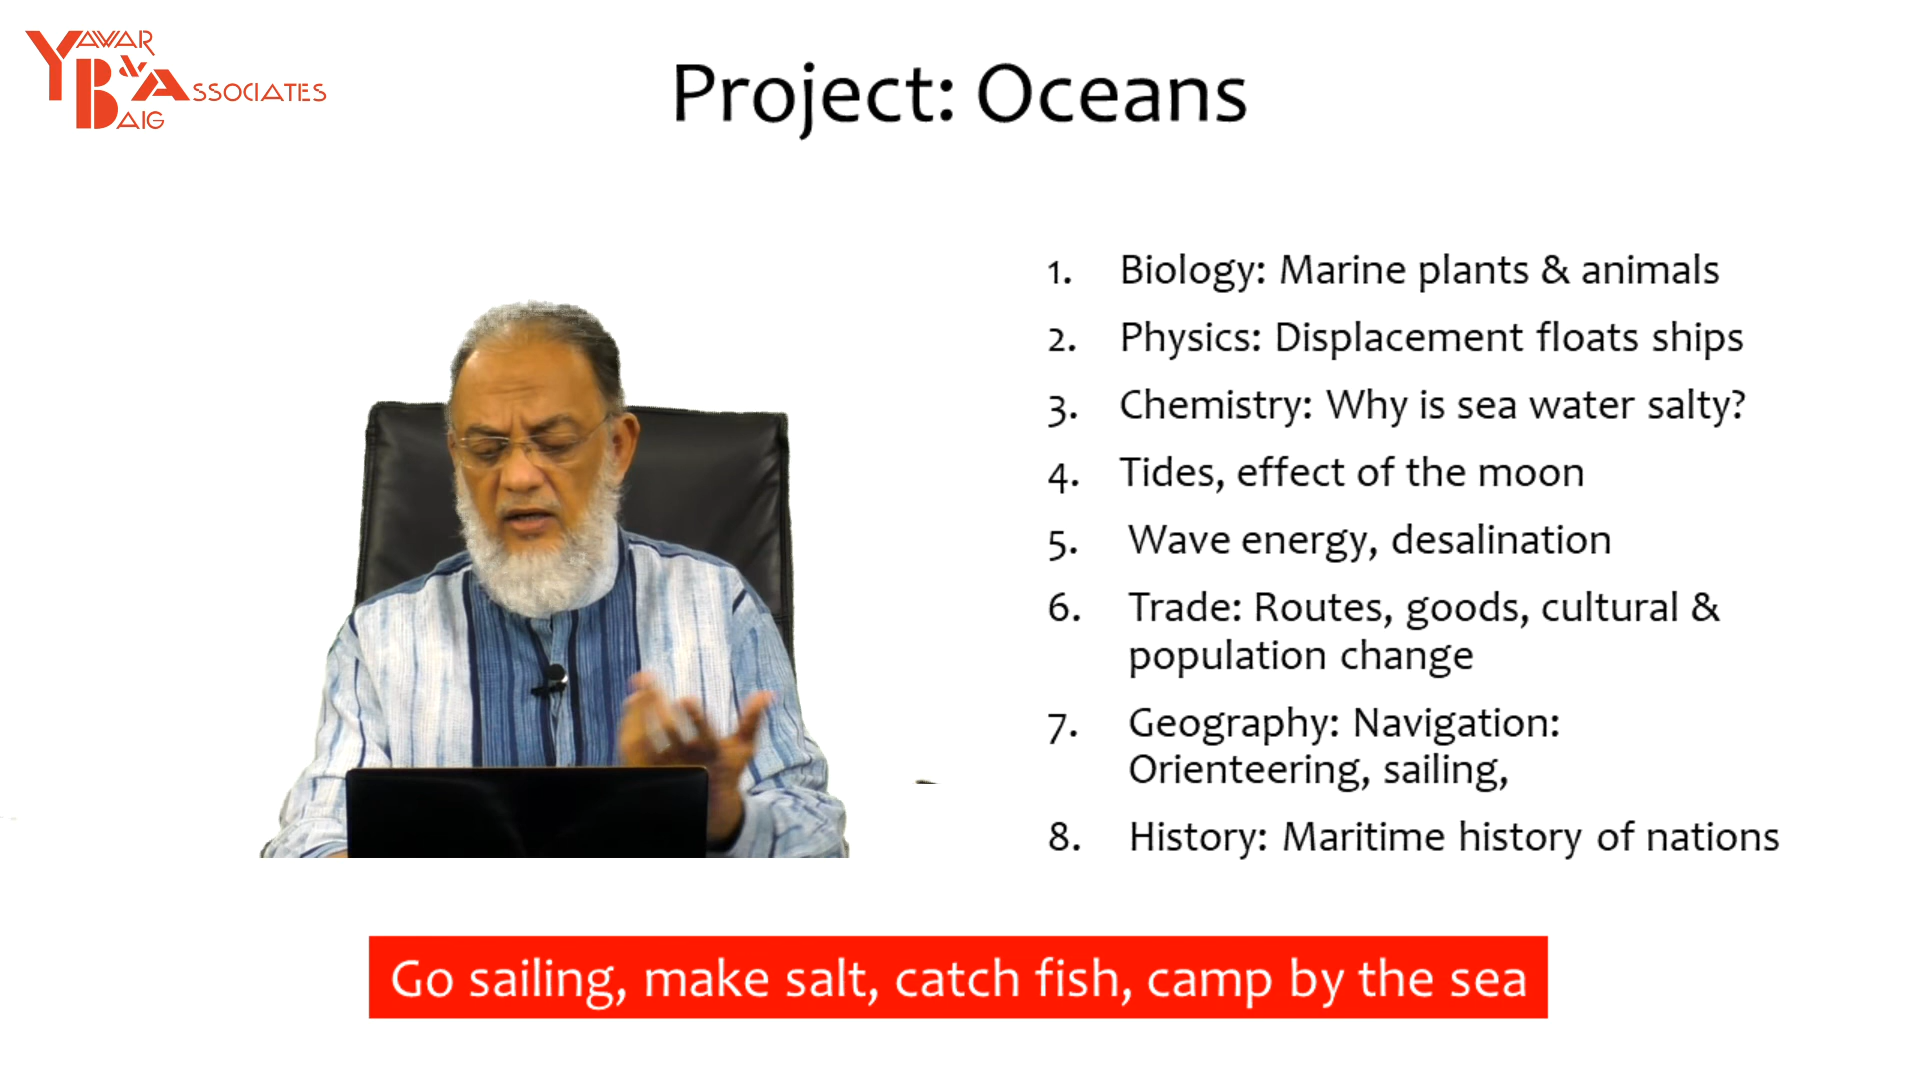 YAWAR
BAIG
& ASSOCIATES
Project: Oceans
1. Biology: Marine plants & animals
2. Physics: Displacement floats ships
3. Chemistry: Why is sea water salty?
4. Tides, effect of the moon
5. Wave energy, desalination
6. Trade: Routes, goods, cultural &
population change
7. Geography: Navigation:
Orienteering, sailing,
8. History: Maritime history of nations
Go sailing, make salt, catch fish, camp by the sea